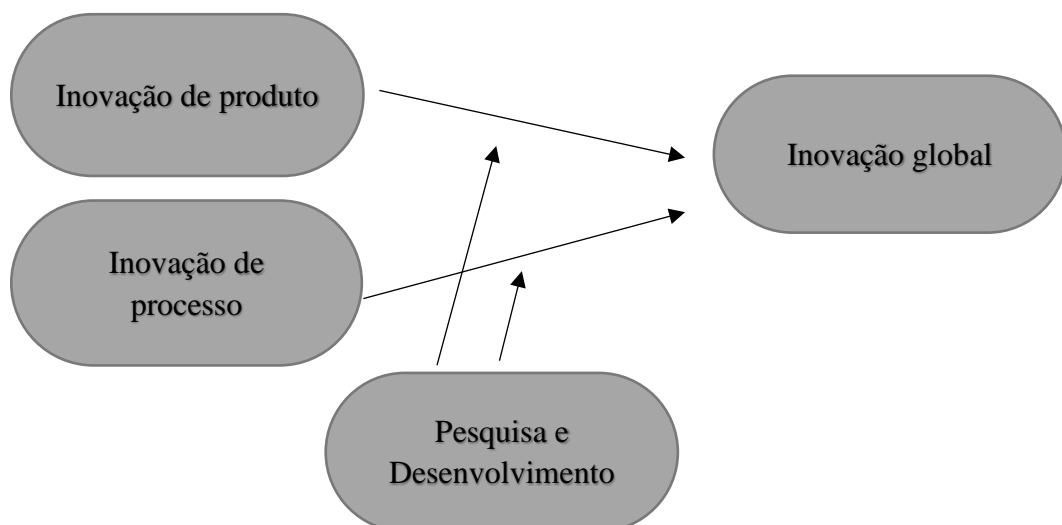 Inovação de produto
Inovação global
Inovação de
processo
Pesquisa e
Desenvolvimento